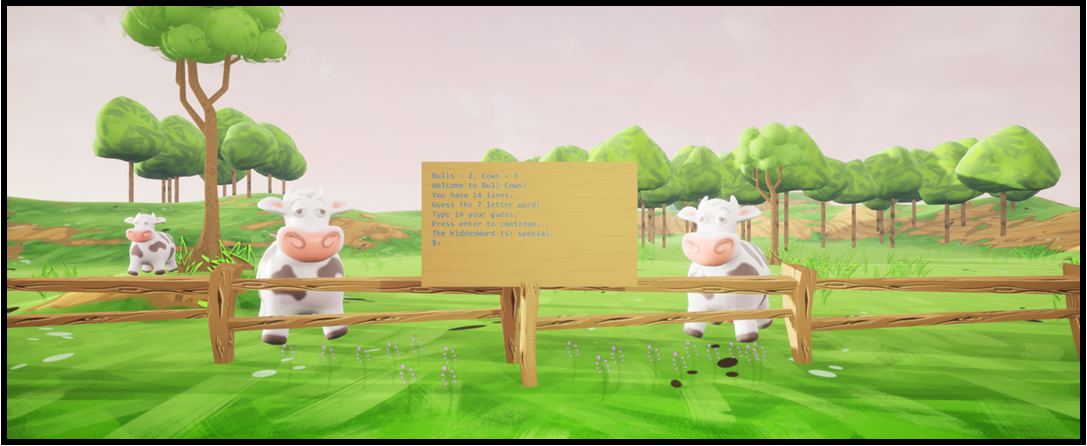 Bulls = 2, Cows = 3
Welcome to Bull Cows!
You have 14 lives.
Guess the 7 letter word!
Type in your guess.
Press enter to continue...
The HiddenWord is: special.
$>